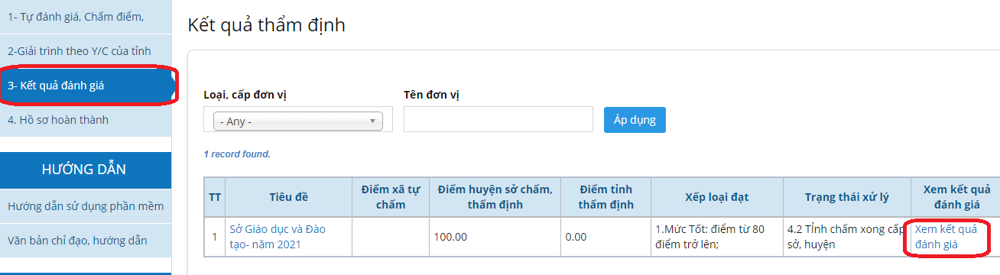 1- Tự đánh giá, Chấm điểm,
2-Giải trình theo Y/C của tỉnh
3- Kết quả đánh giá
4. Hồ sơ hoàn thành
HƯỚNG DẪN
Hướng dẫn sử dụng phần mềm
Văn bản chỉ đạo, hướng dẫn
Kết quả thẩm định
Loại, cấp đơn vị
Tên đơn vị
- Any -
Áp dụng
1 record found.
TT
Tiêu đề
Điểm xã tự
chấm
Điểm huyện sở chấm,
thẩm định
Điểm tỉnh
thẩm định
Xếp loại đạt
Trạng thái xử lý
Xem kết quả
đánh giá
1
Sở Giáo dục và Đào
tạo- năm 2021
100.00
0.00
1.Mức Tốt: điểm từ 80
điểm trở lên;
4.2 Tỉnh chấm xong cấp
sở, huyện
Xem kết quả
đánh giá